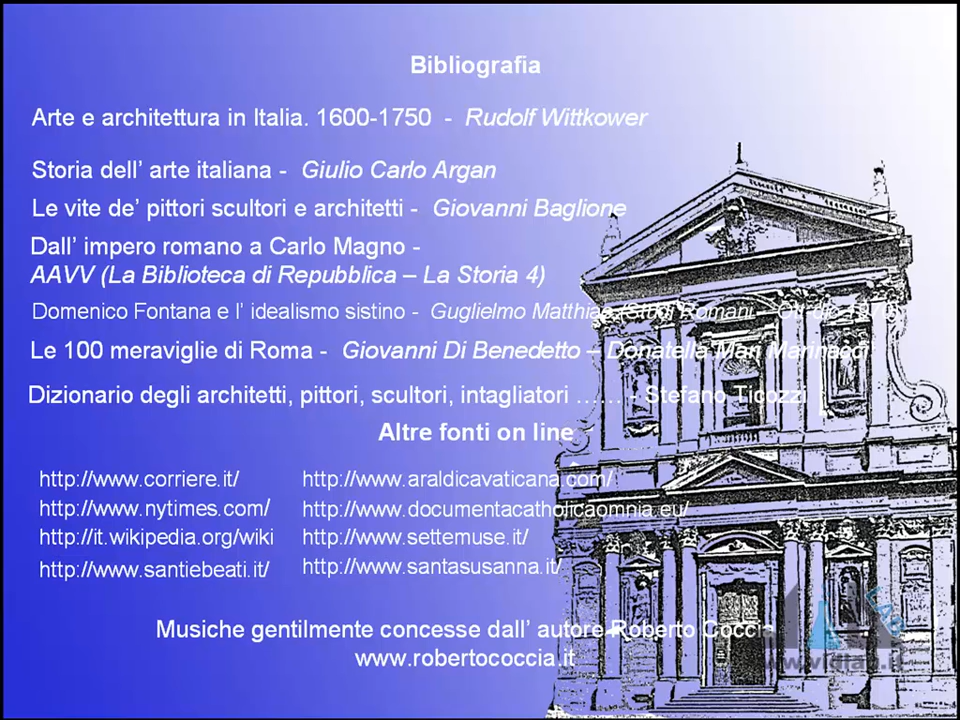 Bibliografia
Arte e architettura in Italia. 1600-1750 - Rudolf Wittkower
Storia dell’ arte italiana - Giulio Carlo Argan
Le vite de’ pittori scultori e architetti - Giovanni Baglione
Dall’ impero romano a Carlo Magno -
AAVV (La Biblioteca di Repubblica – La Storia 4)
Domenico Fontana e l’ idealismo sistino - Guglielmo Matthiae (Studi Romani –
Le 100 meraviglie di Roma - Giovanni Di Benedetto – Donatella Mari Marinacci
Dizionario degli architetti, pittori, scultori, intagliatori …… - Stefano Ticozzi
Altre fonti on line
http://www.corriere.it/ http://www.araldicavaticana.com/
http://www.nytimes.com/ http://www.documentacatholicaomnia.eu/
http://it.wikipedia.org/wiki http://www.settemuse.it/
http://www.santiebeati.it/ http://www.santasusanna.it/
Musiche gentilmente concesse dall’ autore Roberto Coccia
www.robertococcia.it